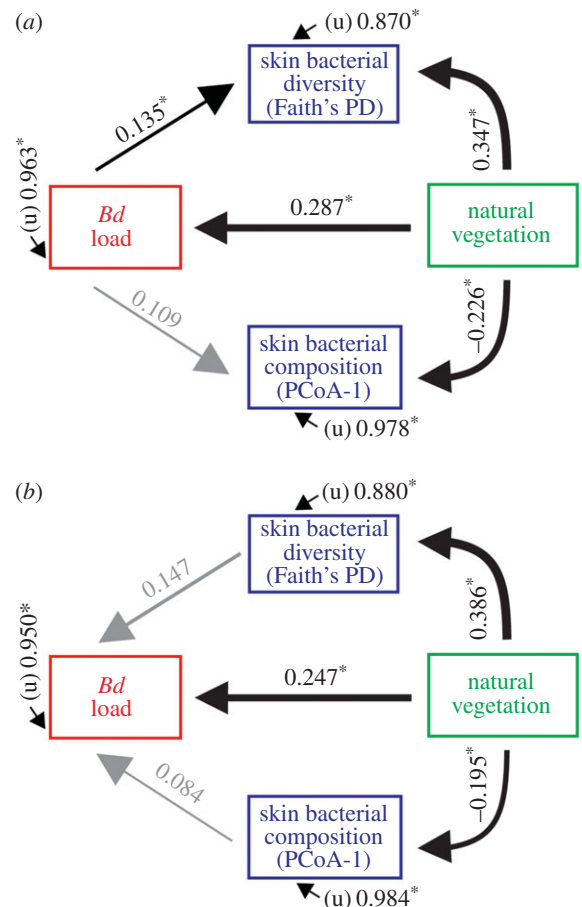 (a)
(u) 0.870*
skin bacterial
diversity
(Faith's PD)
0.135*
0.347*
(u) 0.963*
Bd
load
0.287*
natural
vegetation
0.109
–0.226*
skin bacterial
composition
(PCoA-1)
(u) 0.978*
(b)
(u) 0.880*
skin bacterial
diversity
(Faith's PD)
0.147
0.386*
(u) 0.950*
Bd
load
0.247*
natural
vegetation
0.084
–0.195*
skin bacterial
composition
(PCoA-1)
(u) 0.984*